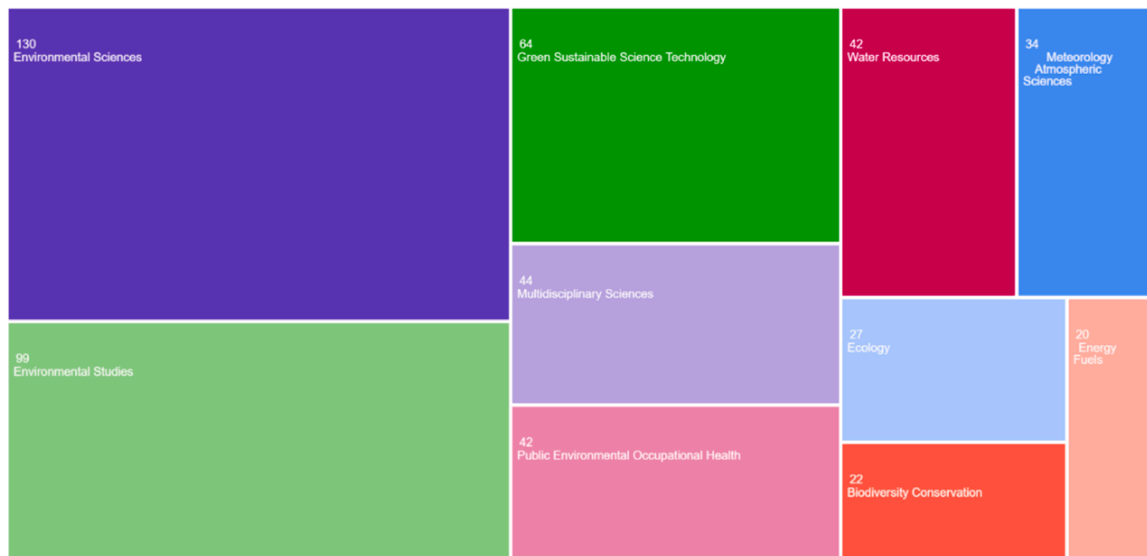 130
Environmental Sciences
99
Environmental Studies
64
Green Sustainable Science Technology
44
Multidisciplinary Sciences
42
Public Environmental Occupational Health
42
Water Resources
34
Meteorology
Atmospheric
Sciences
27
Ecology
22
Biodiversity Conservation
20
Energy
Fuels